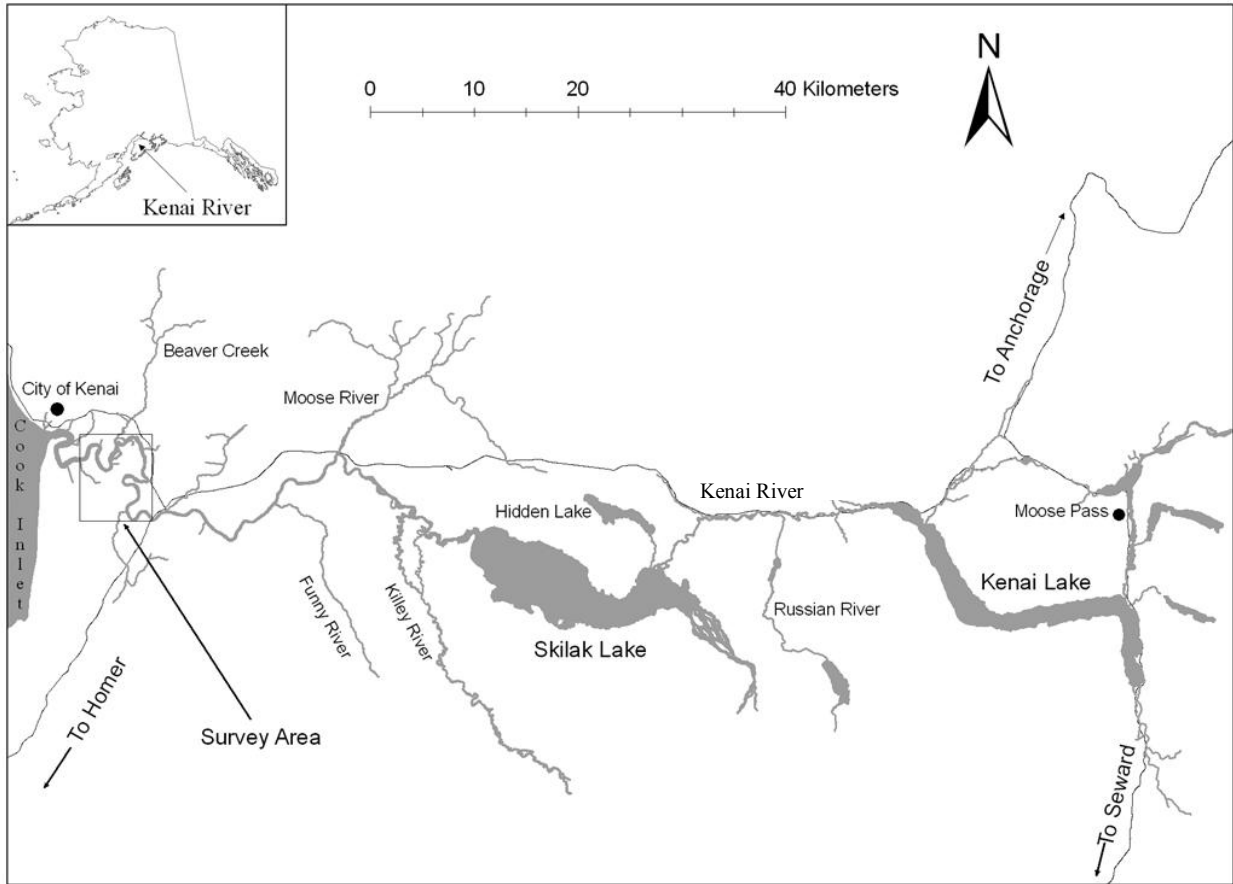 Kenai River
N
0 10 20 40 Kilometers
To Anchorage
Beaver Creek
City of Kenai
Moose River
Cook Inlet
Kenai River
Hidden Lake
Moose Pass
Kenai Lake
Funny River
Killey River
Russian River
Skilak Lake
To Homer
Survey Area
To Seward